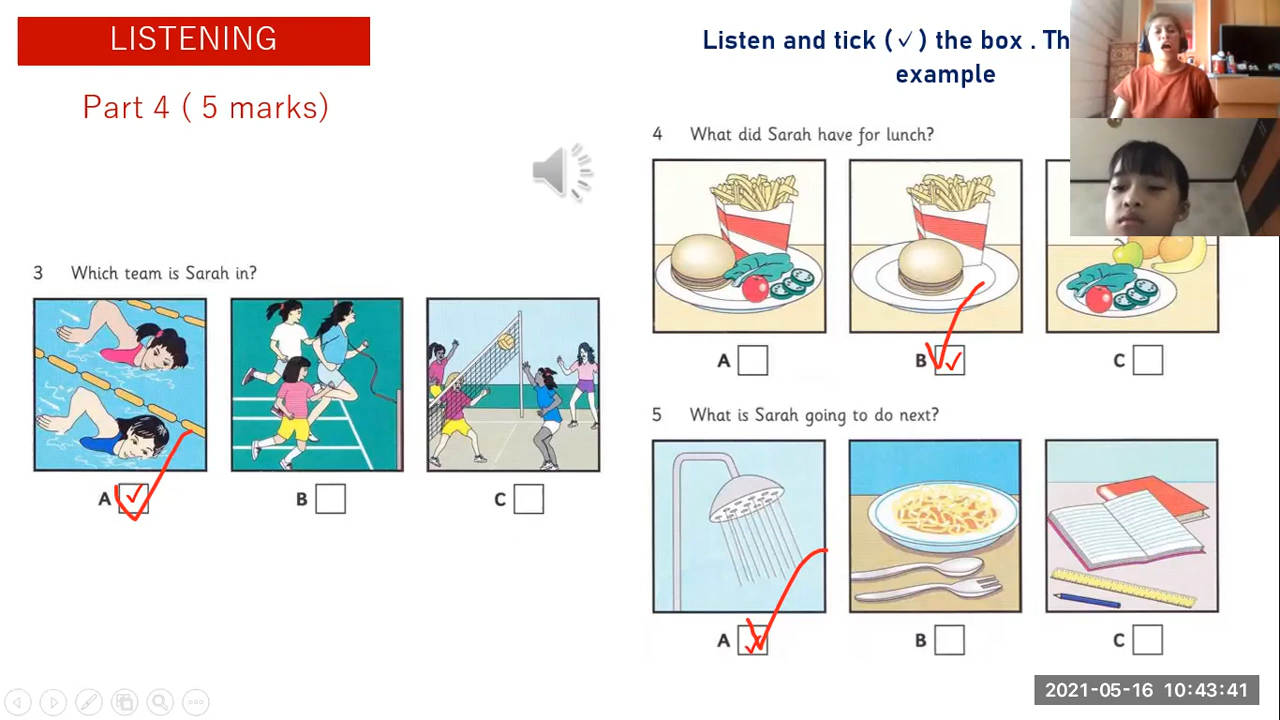 LISTENING
Part 4 ( 5 marks)
Listen and tick (✓) the box . Th
example
3 Which team is Sarah in?
A ✓
B
C
4 What did Sarah have for lunch?
A
B ✓
C
5 What is Sarah going to do next?
A
B
C
2021-05-16 10:43:41